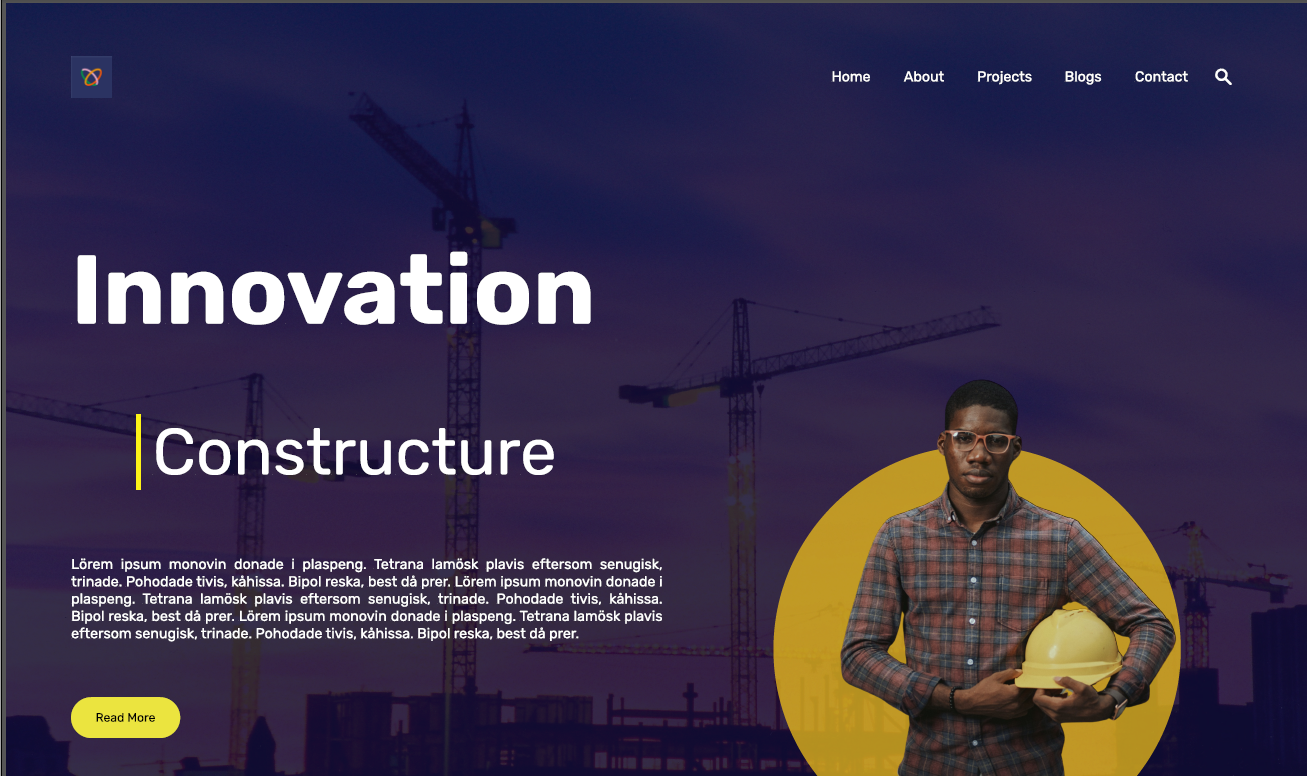 Home About Projects Blogs Contact
Innovation
Constructure
Lörem ipsum monovin donade i plaspeng. Tetrana lamösk plavis eftersom senugisk,
trinade. Pohodade tivis, kåhissa. Bipol reska, best då prer. Lörem ipsum monovin donade i
plaspeng. Tetrana lamösk plavis eftersom senugisk, trinade. Pohodade tivis, kåhissa.
Bipol reska, best då prer. Lörem ipsum monovin donade i plaspeng. Tetrana lamösk plavis
eftersom senugisk, trinade. Pohodade tivis, kåhissa. Bipol reska, best då prer.
Read More